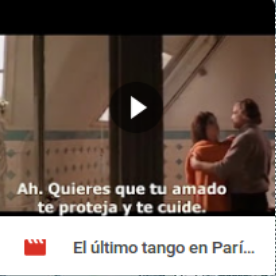 Ah. Quieres que tu amado
te proteja y te cuide.
El último tango en Parí...